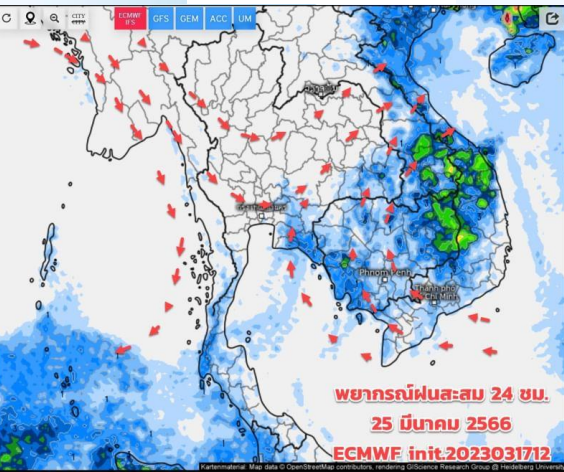 CITY
ECMWF IFS
GFS
GEM
ACC
UM
Phnom Penh
Thành phố
Chí Minh
พยากรณ์ฝนสะสม 24 ชม.
25 มีนาคม 2566
ECMWF init.2023031712
Kartenmaterial: Map data © OpenStreetMap contributors, rendering GIScience Research Group @ Heidelberg University